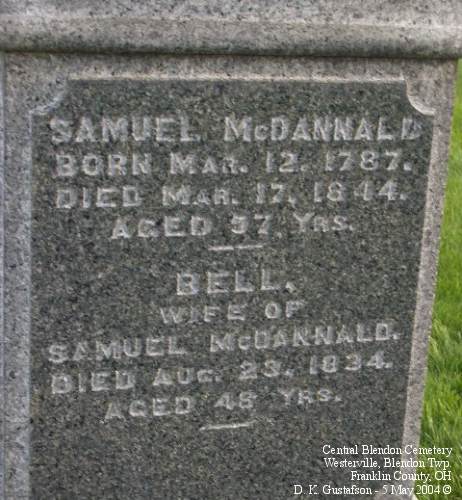 SAMUEL McDANNALD
BORN MAR. 12, 1787.
DIED MAR. 17, 1844.
AGED 57 YRS.
BELL,
WIFE OF
SAMUEL McDANNALD.
DIED AUG. 23, 1834.
AGED 48 YRS.
Central Blendon Cemetery
Westerville, Blendon Twp.
Franklin County, OH
D. K. Gustafson - 5 May 2004 ©